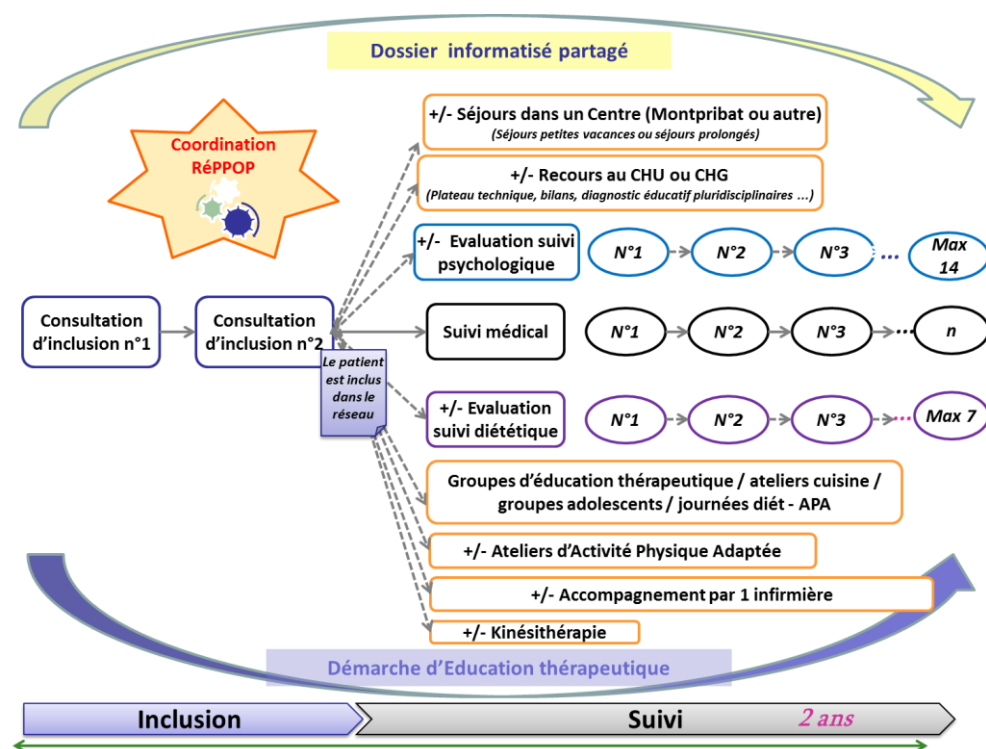 Dossier informatisé partagé
Coordination
RéPPOP
+/- Séjours dans un Centre (Montpribat ou autre)
(Séjours petites vacances ou séjours prolongés)
+/- Recours au CHU ou CHG
(Plateau technique, bilans, diagnostic éducatif pluridisciplinaires ...)
+/- Evaluation suivi
psychologique
N°1
N°2
N°3
...
Max
14
Consultation
d'inclusion n°1
Consultation
d'inclusion n°2
Suivi médical
N°1
N°2
N°3
...
n
Le patient
est inclus
dans le
réseau
+/- Evaluation
suivi diététique
N°1
N°2
N°3
...
Max 7
Groupes d'éducation thérapeutique / ateliers cuisine /
groupes adolescents / journées diét - APA
+/- Ateliers d'Activité Physique Adaptée
+/- Accompagnement par 1 infirmière
+/- Kinésithérapie
Démarche d'Education thérapeutique
Inclusion
Suivi
2 ans